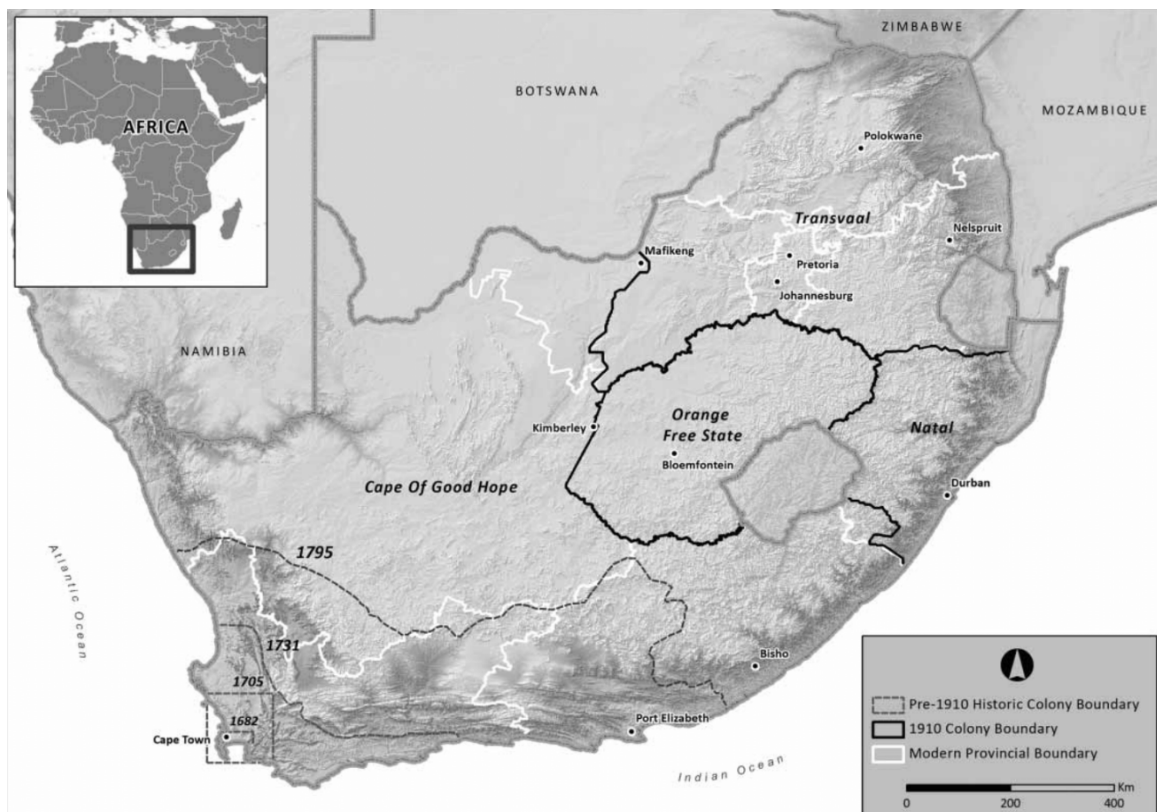 AFRICA
ZIMBABWE
BOTSWANA
MOZAMBIQUE
Polokwane
Transvaal
Nelspruit
Mafikeng
Pretoria
Johannesburg
NAMIBIA
Orange
Free State
Natal
Kimberley
Bloemfontein
Cape Of Good Hope
Durban
1795
Atlantic Ocean
1731
1705
1682
Cape Town
Bisho
Port Elizabeth
Indian Ocean
Pre-1910 Historic Colony Boundary
1910 Colony Boundary
Modern Provincial Boundary
Km
0 200 400